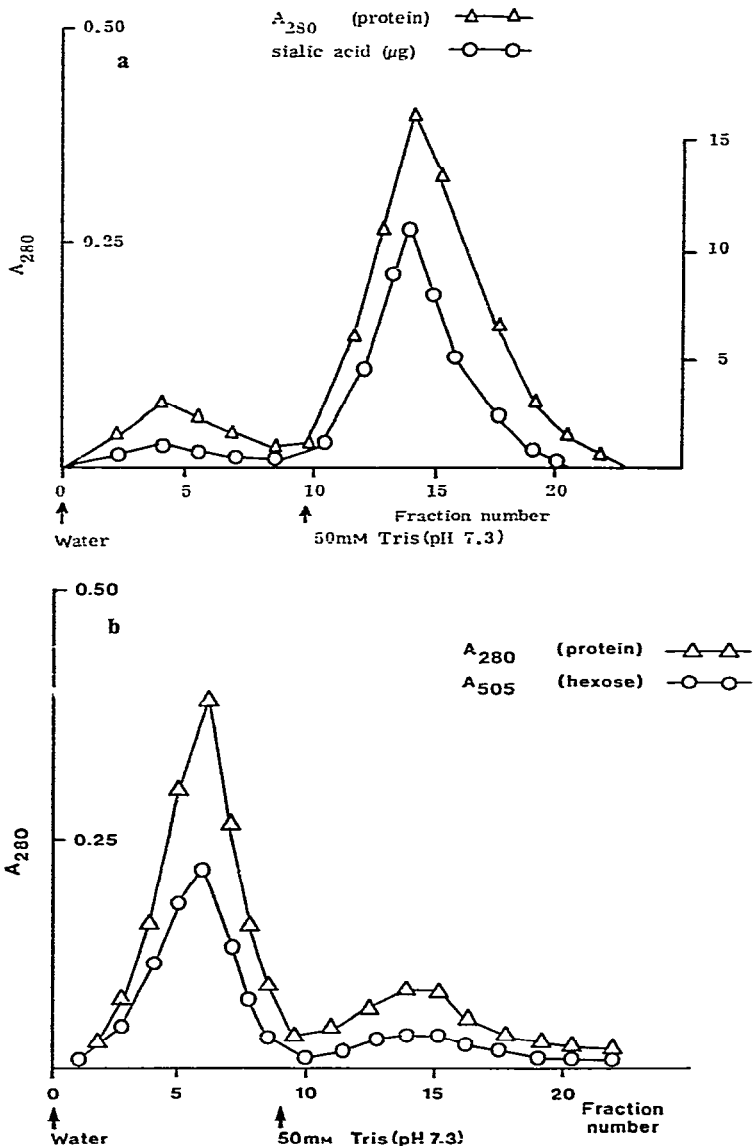 0.50
a
A280 (protein)
sialic acid (µg)
A280
0.25
15
10
5
0 5 10 15 20
Fraction number
Water
50mM Tris(pH 7.3)
0.50
b
A280 (protein)
A505 (hexose)
A280
0.25
0 5 10 15 20
Fraction
number
Water
50mM Tris(pH 7.3)